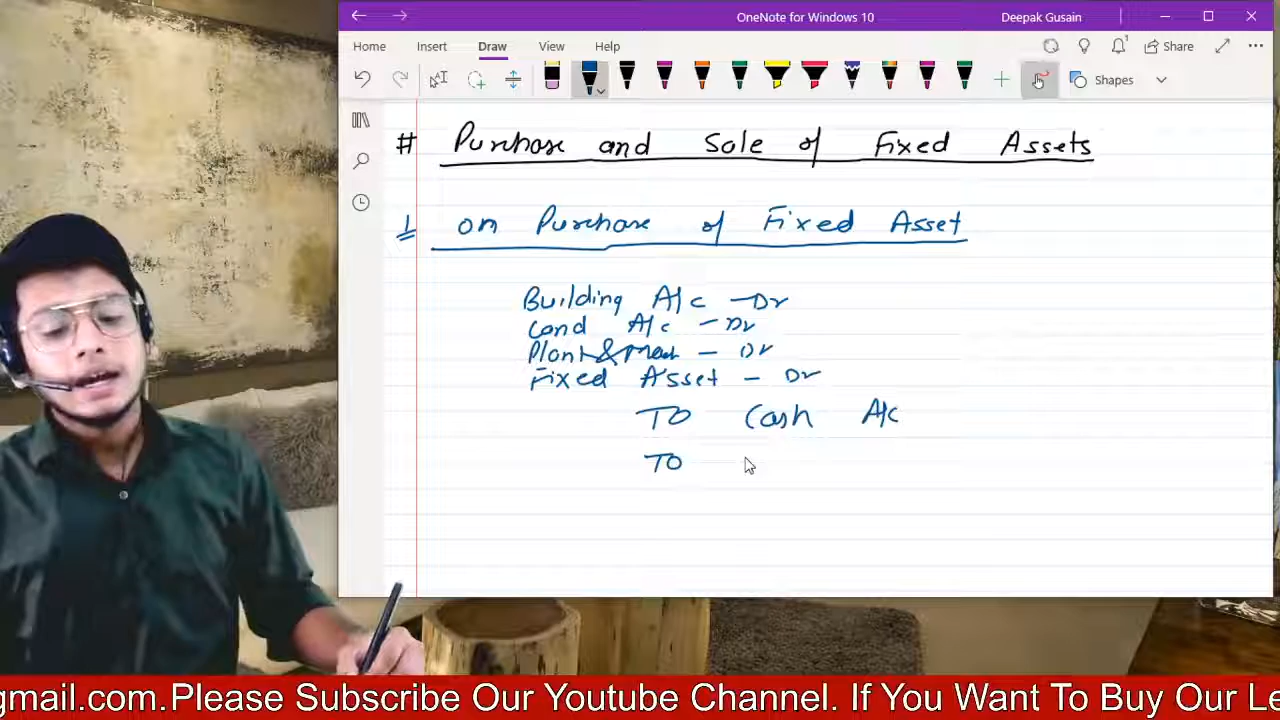 OneNote for Windows 10
Deepak Gusain
Home Insert Draw View Help
Share
Shapes
# Purchase and Sale of Fixed Assets
1 on Purchase of Fixed Asset
Building A/c - Dr
Land A/c - Dr
Plant & Mach - Dr
Fixed Asset - Dr
TO Cash A/c
TO
gmail.com.Please Subscribe Our Youtube Channel. If You Want To Buy Our Le